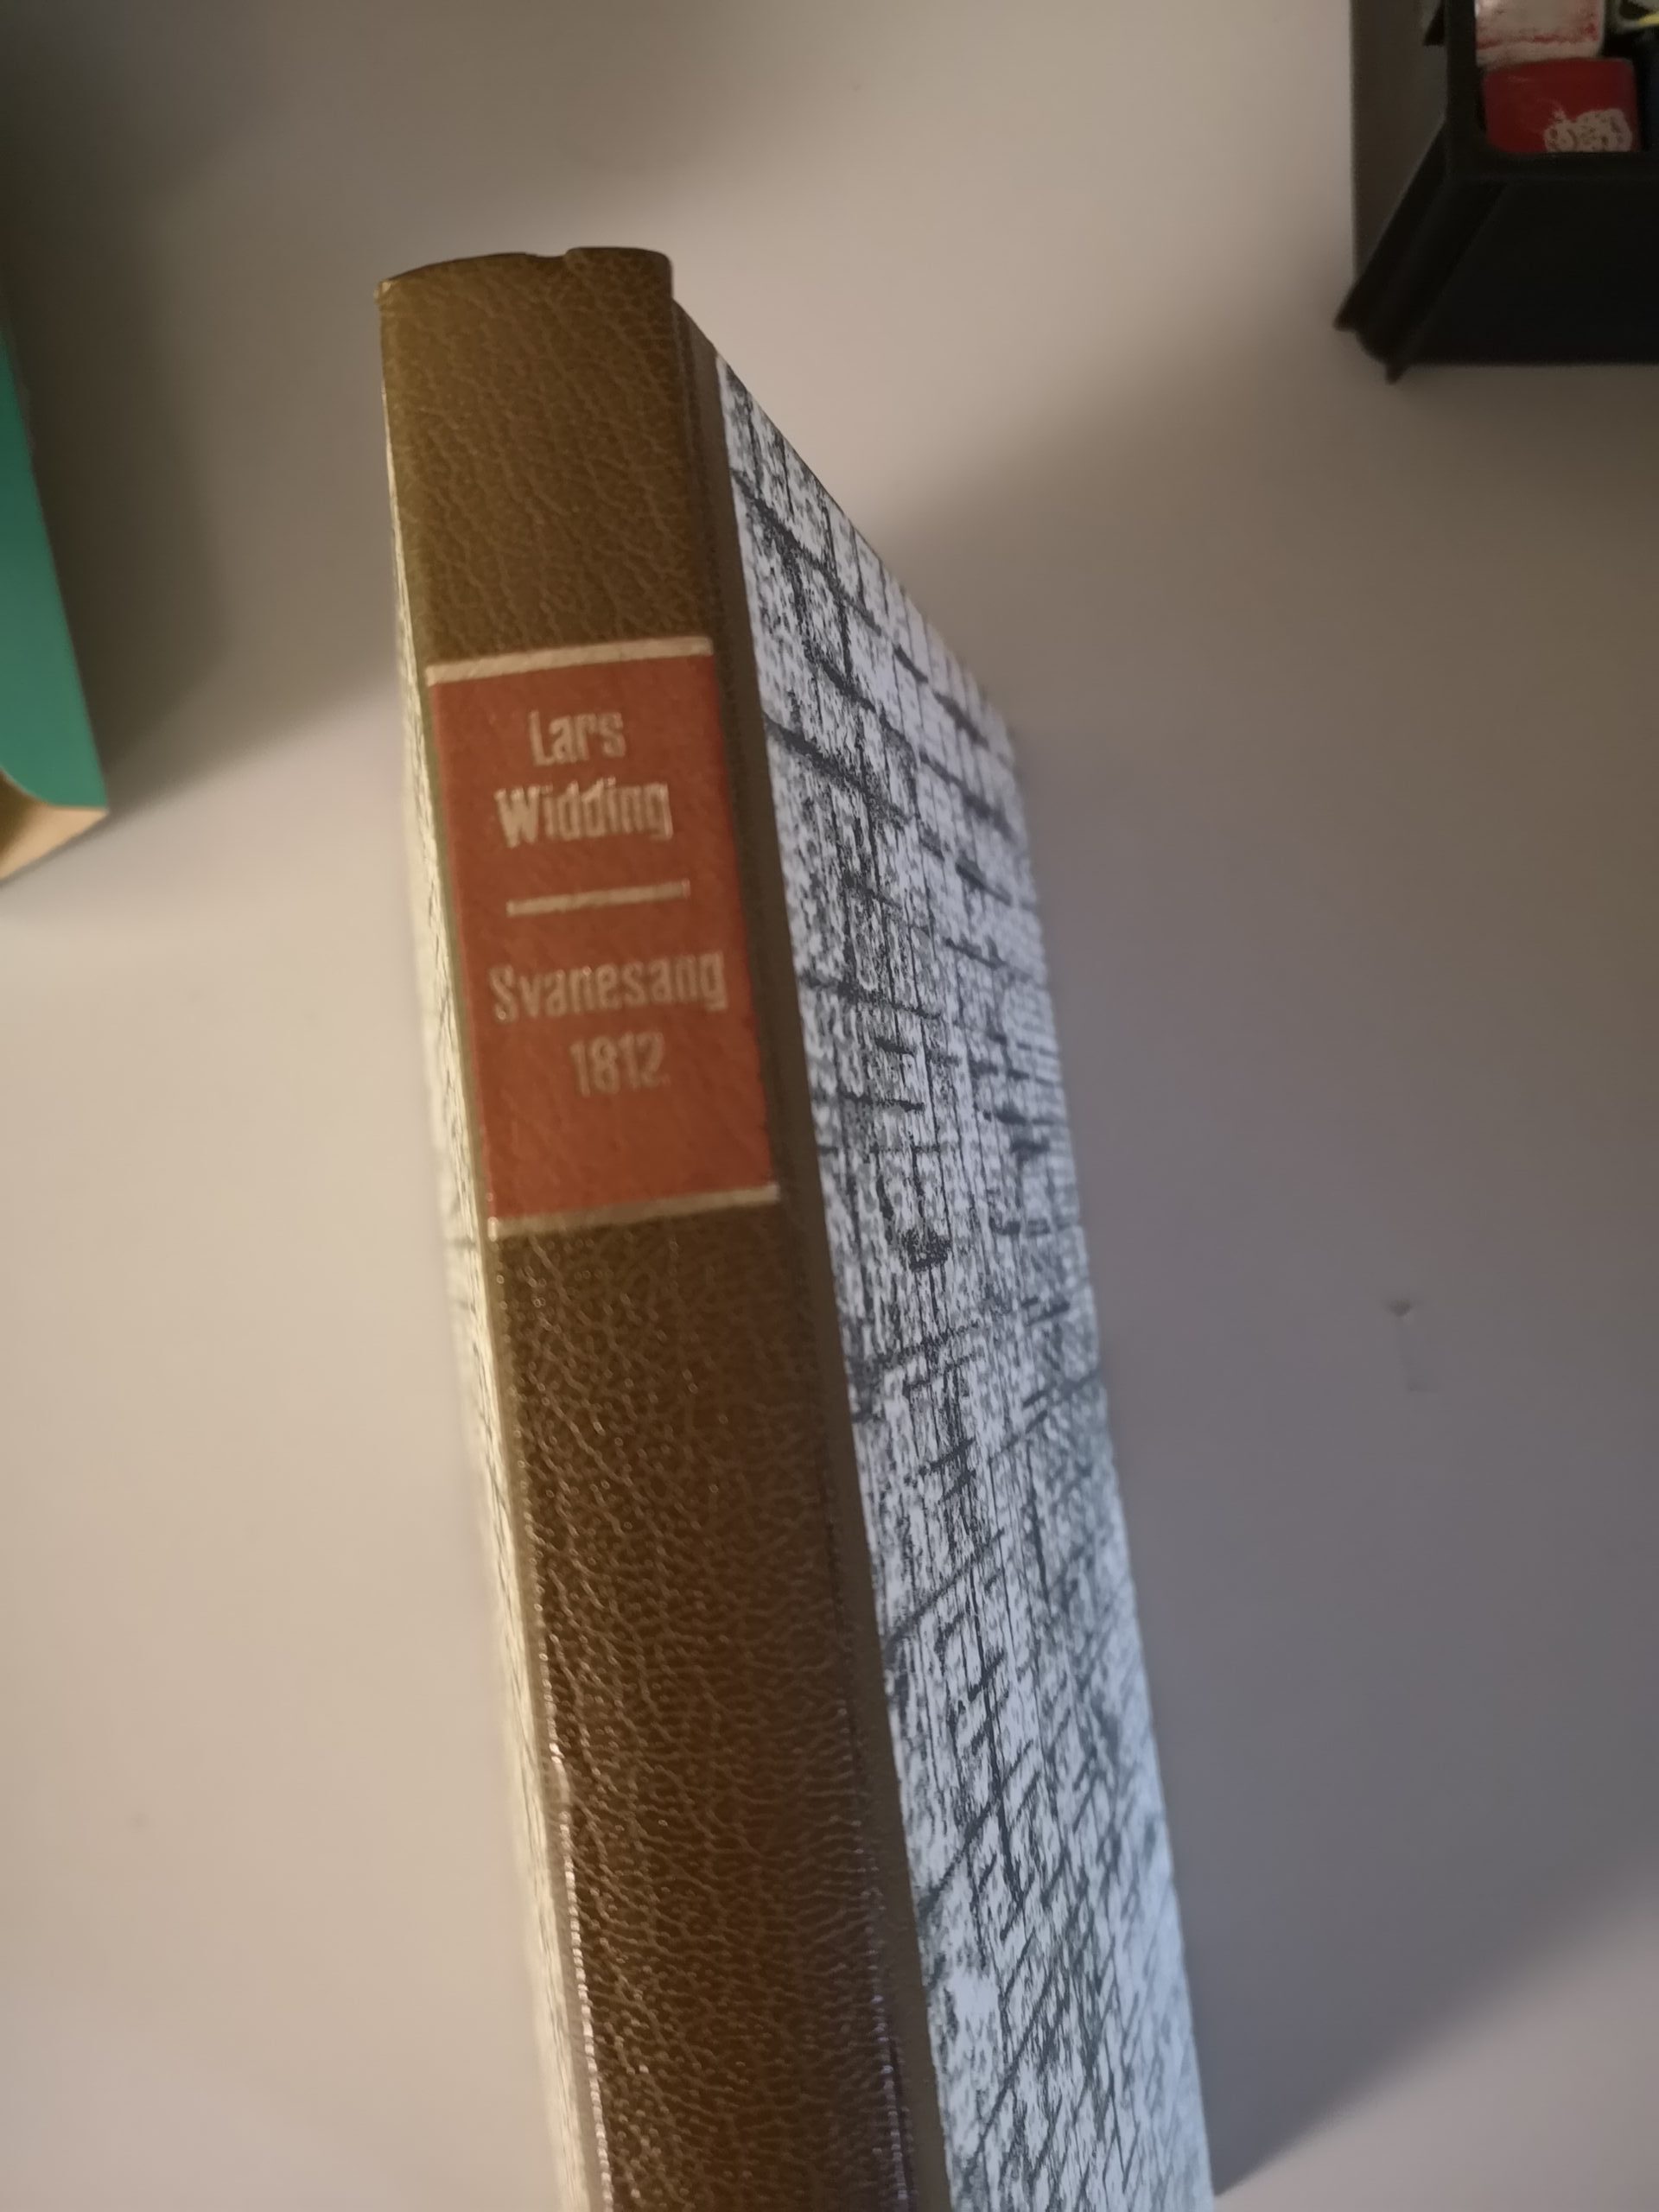 Lars
Widding
Svanesang
1812